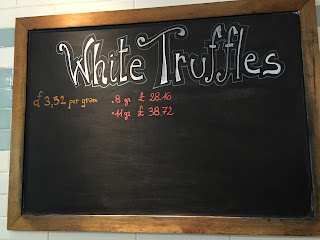 White Truffles
£ 3,52 per gram
.8 gr £ 28.16
.11 gr £ 38.72